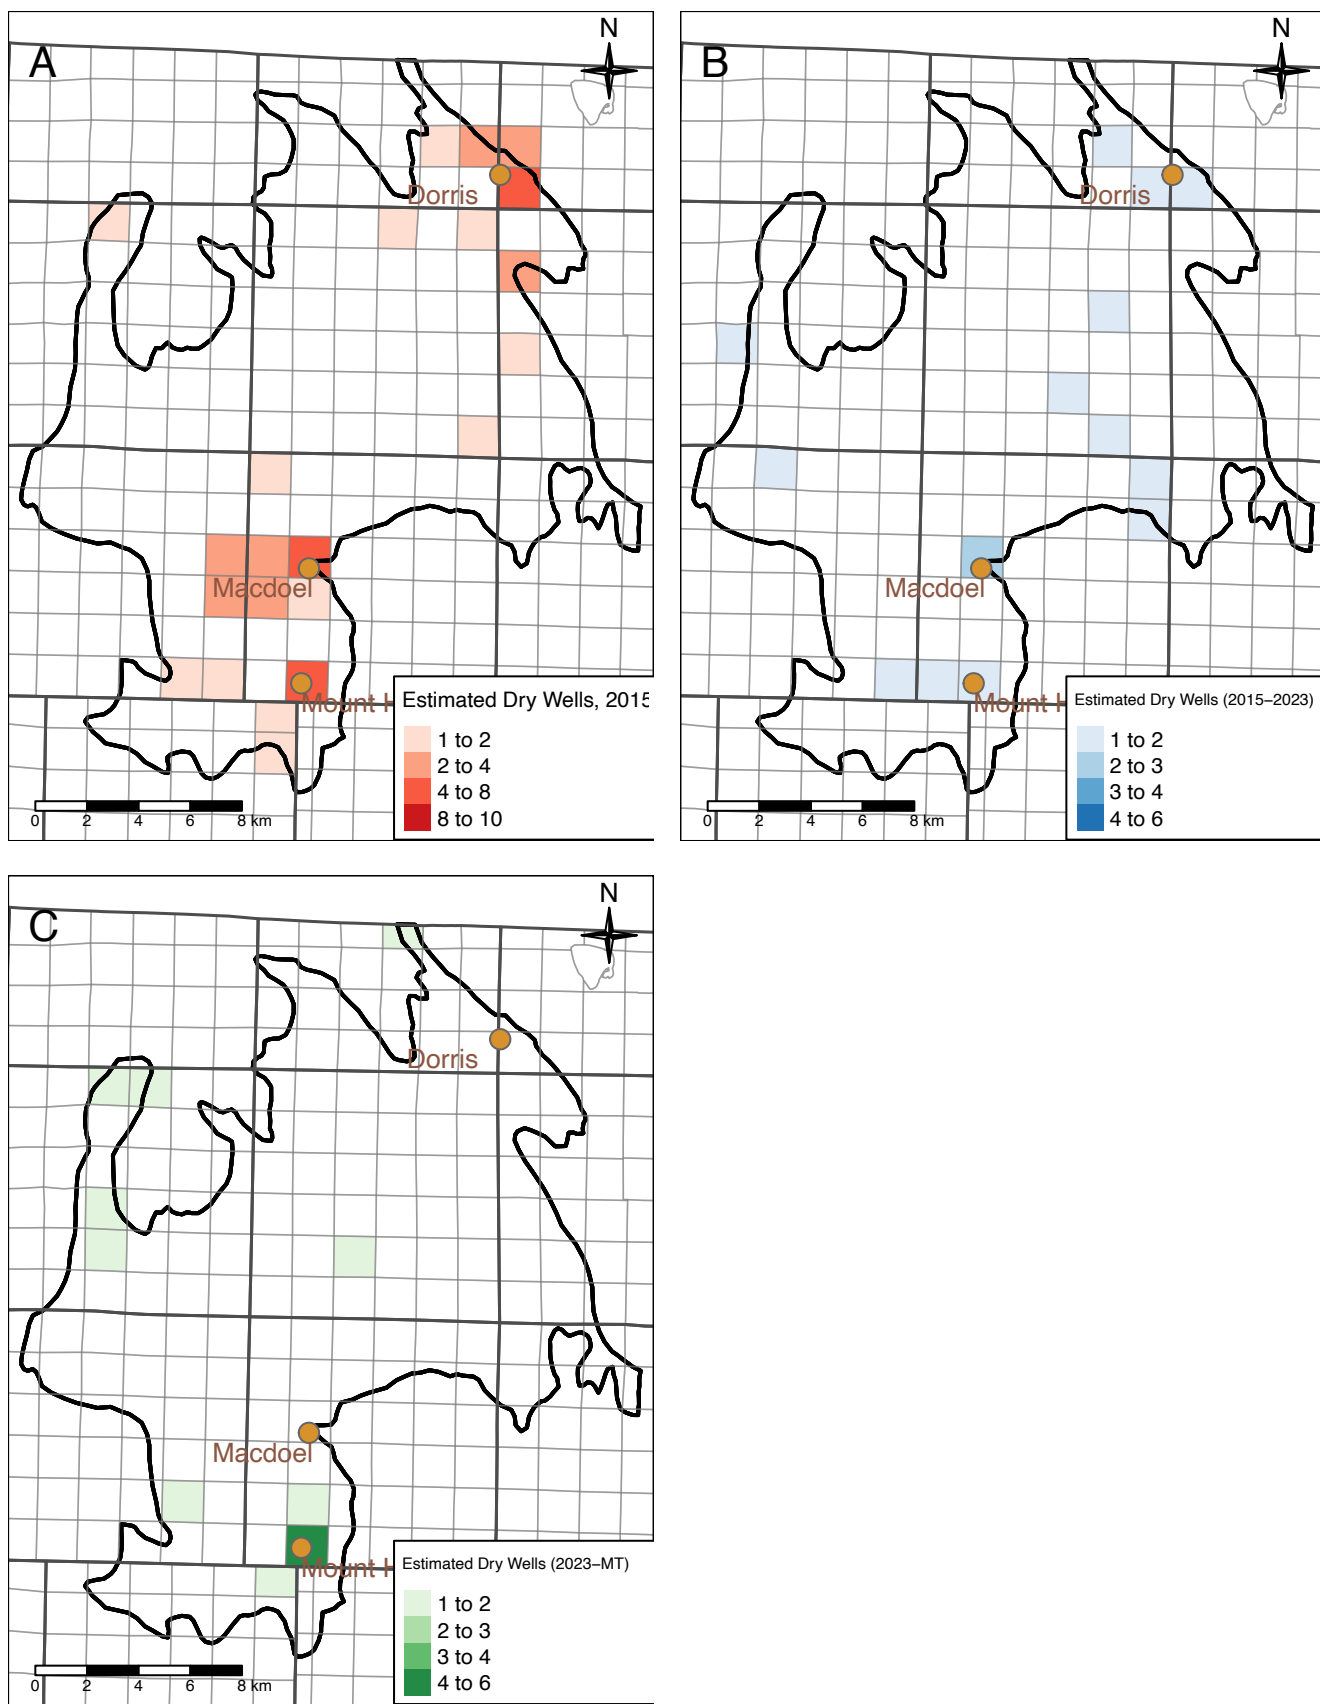 A
N
Dorris
Macdoel
Mount H
Estimated Dry Wells, 2015
1 to 2
2 to 4
4 to 8
8 to 10
0 2 4 6 8 km
B
N
Dorris
Macdoel
Mount H
Estimated Dry Wells (2015–2023)
1 to 2
2 to 3
3 to 4
4 to 6
0 2 4 6 8 km
C
N
Dorris
Macdoel
Mount H
Estimated Dry Wells (2023–MT)
1 to 2
2 to 3
3 to 4
4 to 6
0 2 4 6 8 km